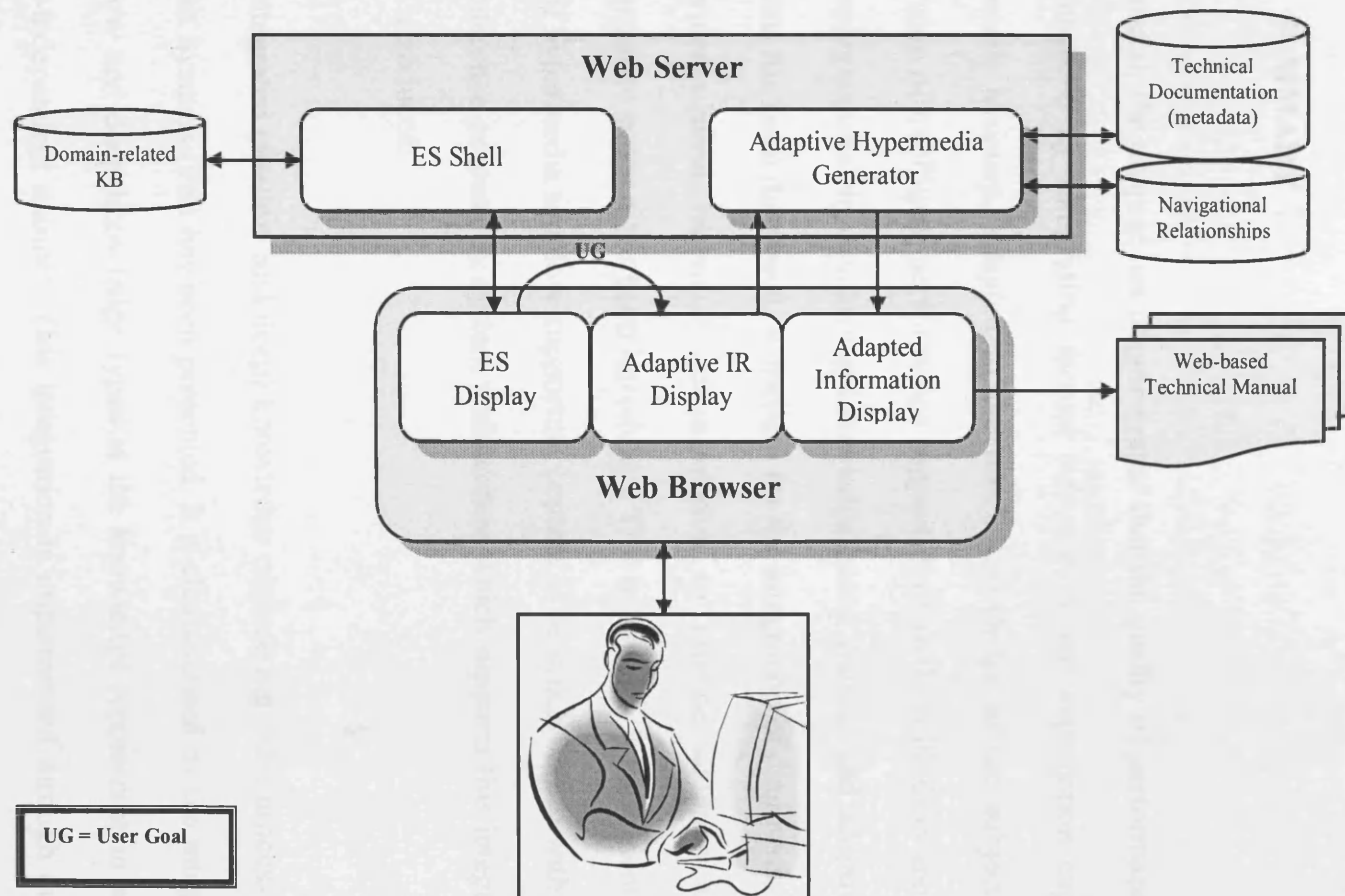 Web Server
Technical
Documentation
(metadata)
Domain-related
KB
ES Shell
Adaptive Hypermedia
Generator
Navigational
Relationships
UG
ES
Display
Adaptive IR
Display
Adapted
Information
Display
Web-based
Technical Manual
Web Browser
UG = User Goal